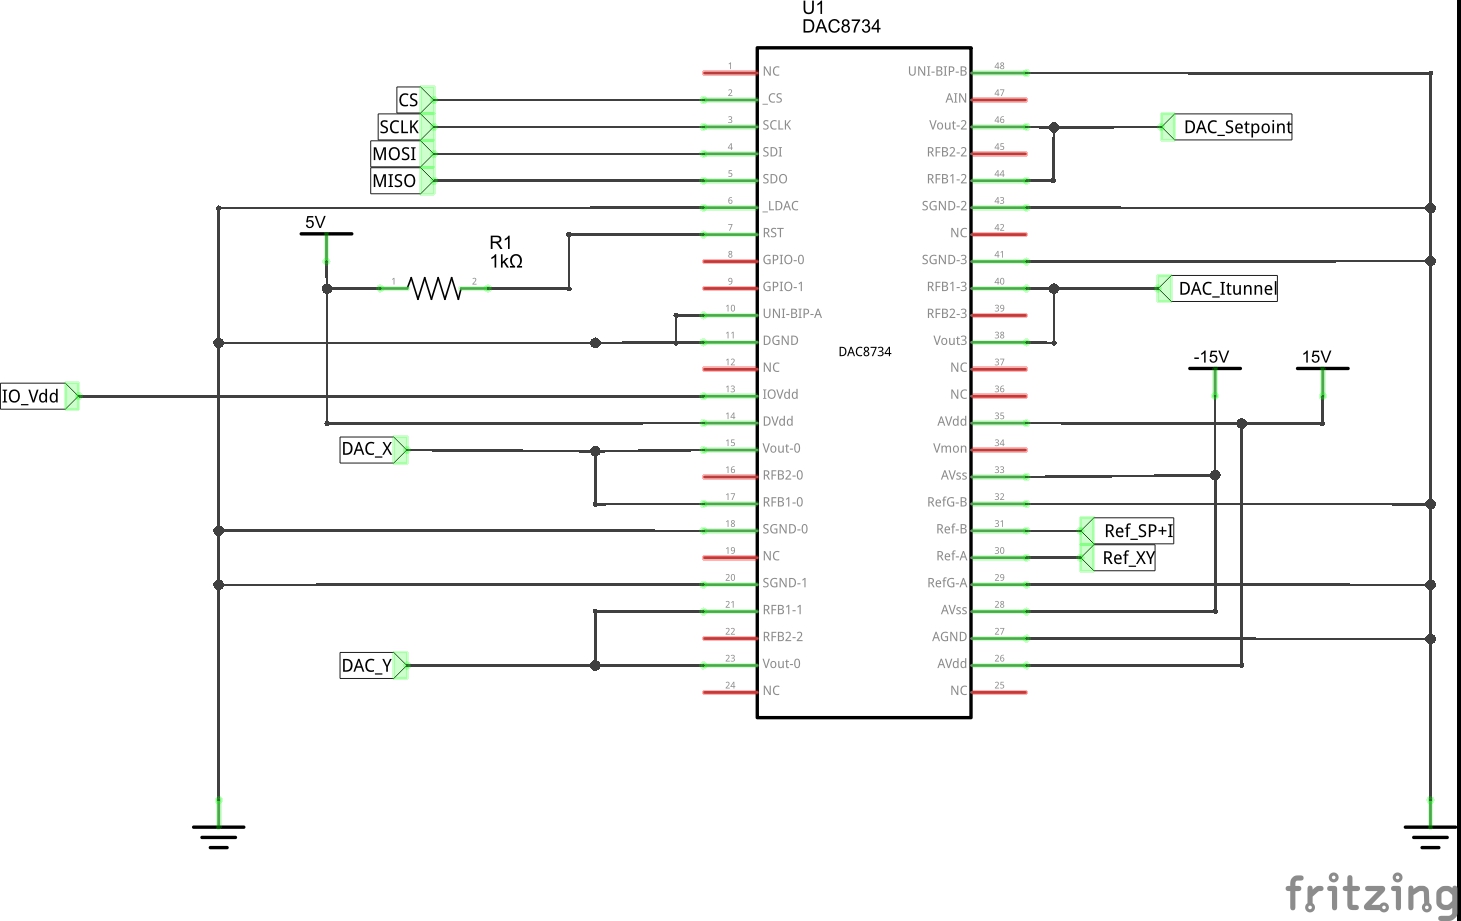 U1
DAC8734
1 NC
UNI-BIP-B 48
CS
2 _CS
AIN 47
SCLK
3 SCLK
Vout-2 46
DAC_Setpoint
MOSI
4 SDI
RFB2-2 45
MISO
5 SDO
RFB1-2 44
6 _LDAC
SGND-2 43
5V
7 RST
NC 42
R1
1kΩ
8 GPIO-0
SGND-3 41
1 2
9 GPIO-1
RFB1-3 40
DAC_Itunnel
10 UNI-BIP-A
RFB2-3 39
11 DGND
Vout3 38
DAC8734
-15V
15V
12 NC
NC 37
IO_Vdd
13 IOVdd
NC 36
14 DVdd
AVdd 35
DAC_X
15 Vout-0
Vmon 34
16 RFB2-0
AVss 33
17 RFB1-0
RefG-B 32
18 SGND-0
Ref-B 31
Ref_SP+I
19 NC
Ref-A 30
Ref_XY
20 SGND-1
RefG-A 29
21 RFB1-1
AVss 28
22 RFB2-2
AGND 27
DAC_Y
23 Vout-0
AVdd 26
24 NC
NC 25
fritzing